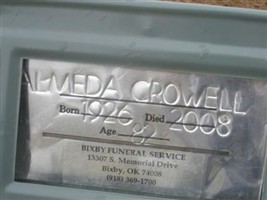 ALMEDA CROWELL
Born 1926 Died 2008
Age 82
BIXBY FUNERAL SERVICE
13307 S. Memorial Drive
Bixby, OK 74008
(918) 369-1700